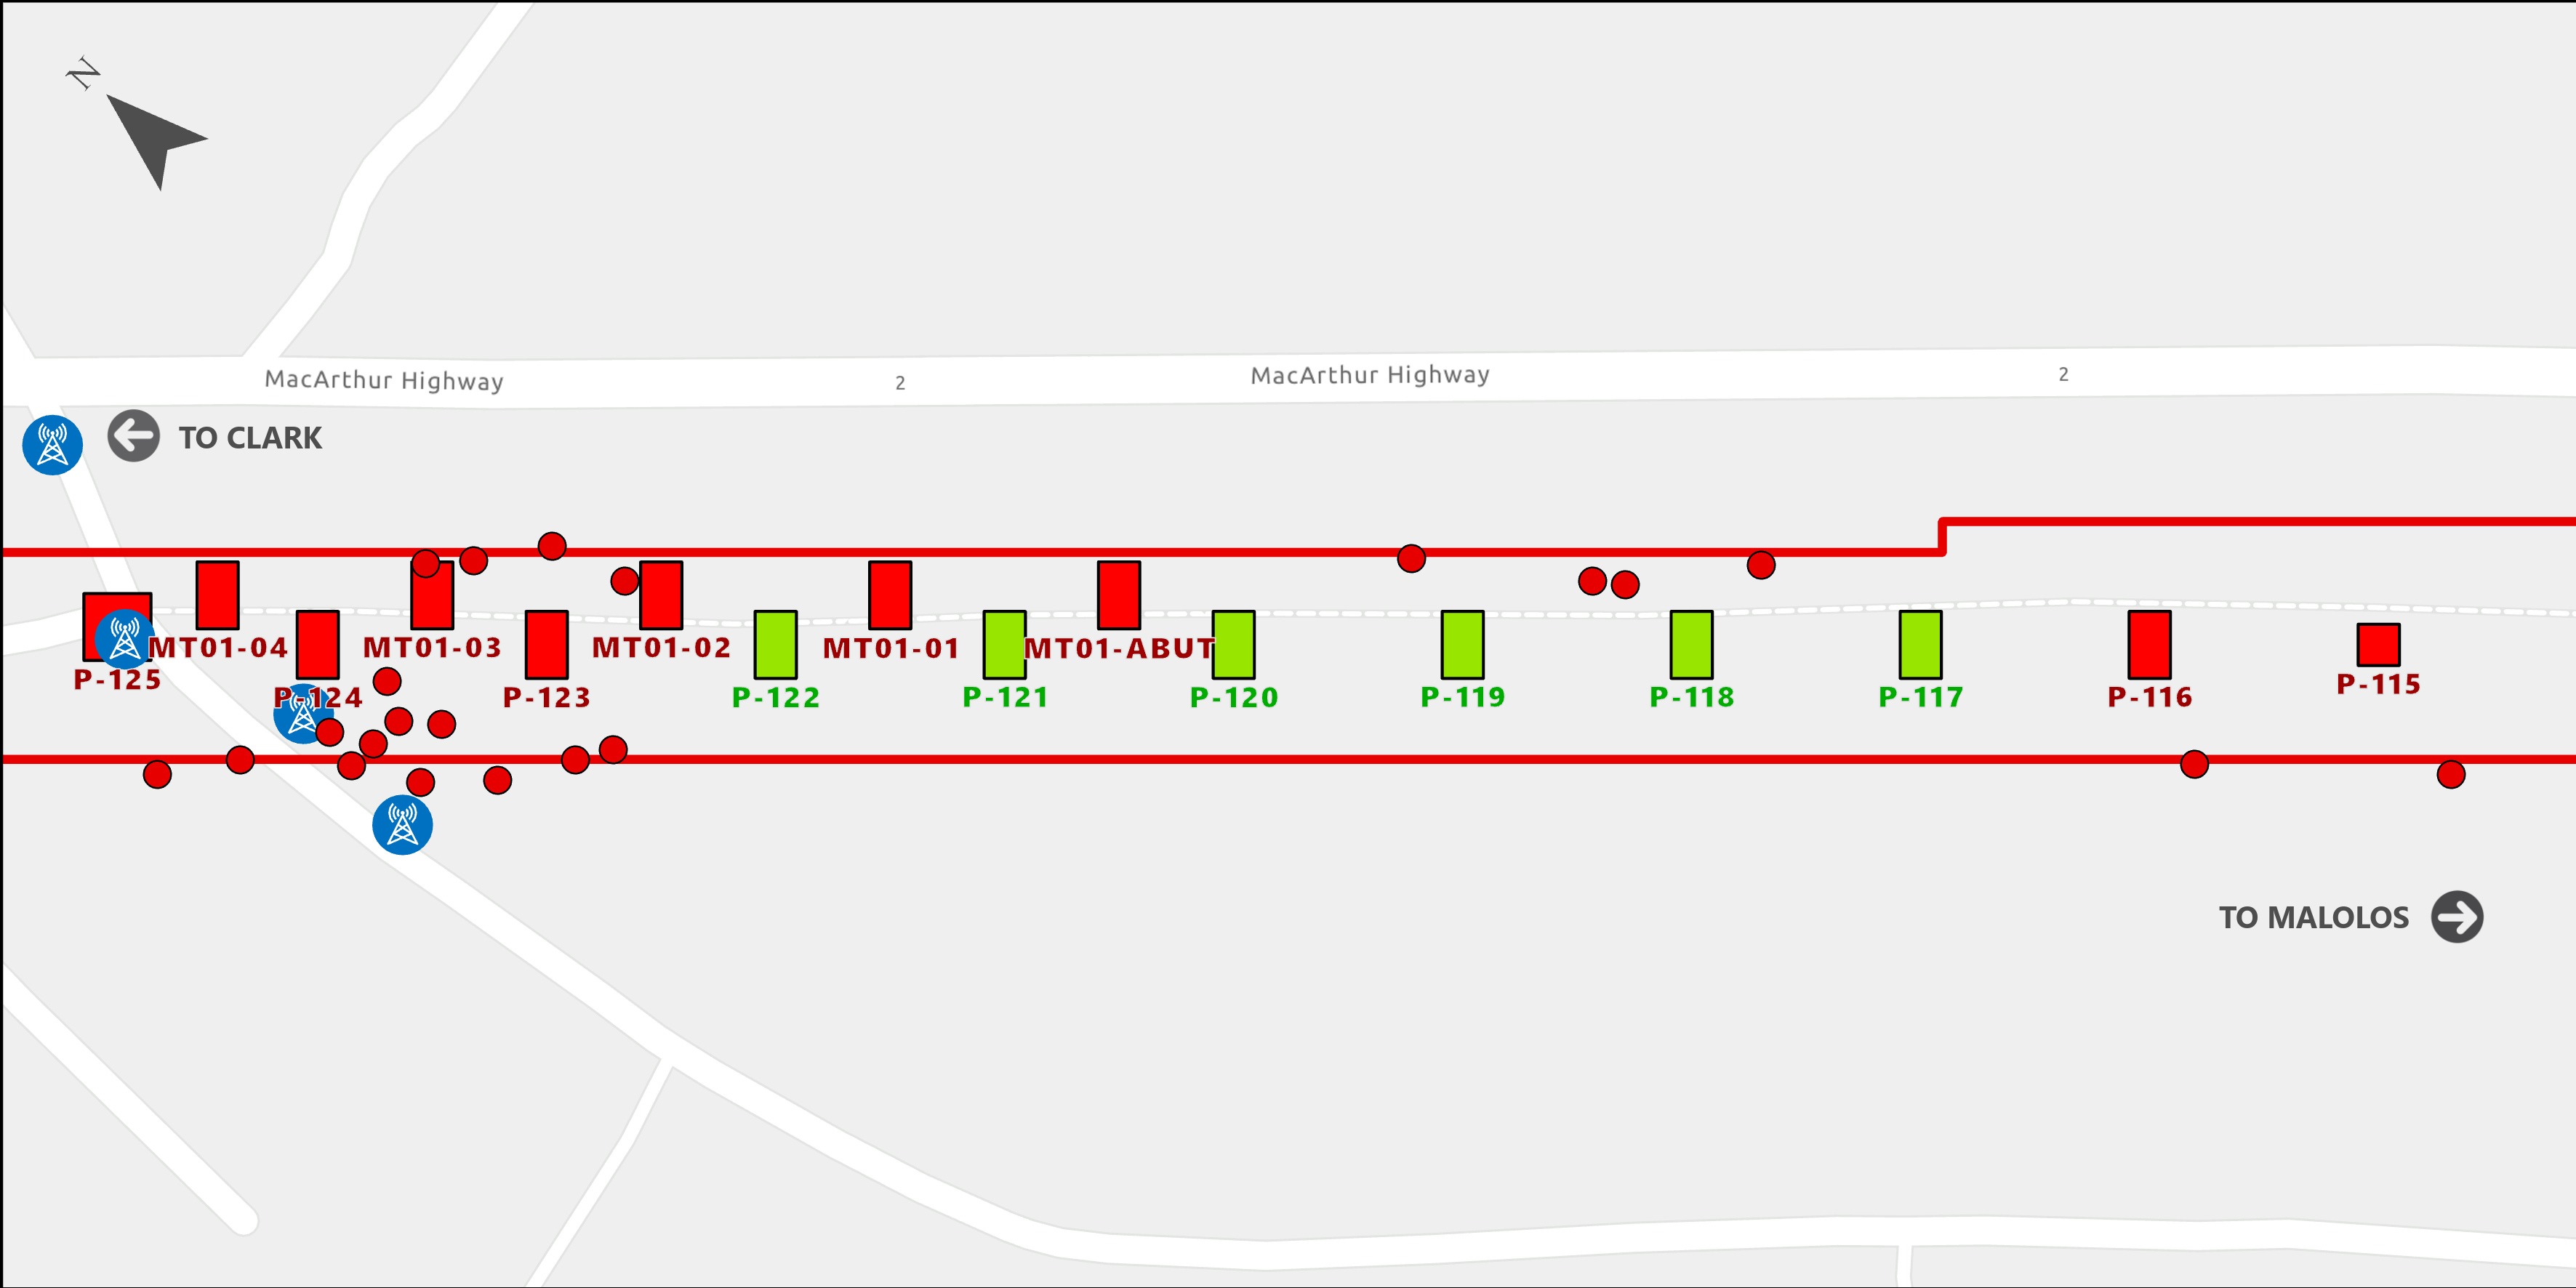 N
MacArthur Highway
2
MacArthur Highway
2
TO CLARK
MT01-04
MT01-03
MT01-02
MT01-01
MT01-ABUT
P-125
P-124
P-123
P-122
P-121
P-120
P-119
P-118
P-117
P-116
P-115
TO MALOLOS